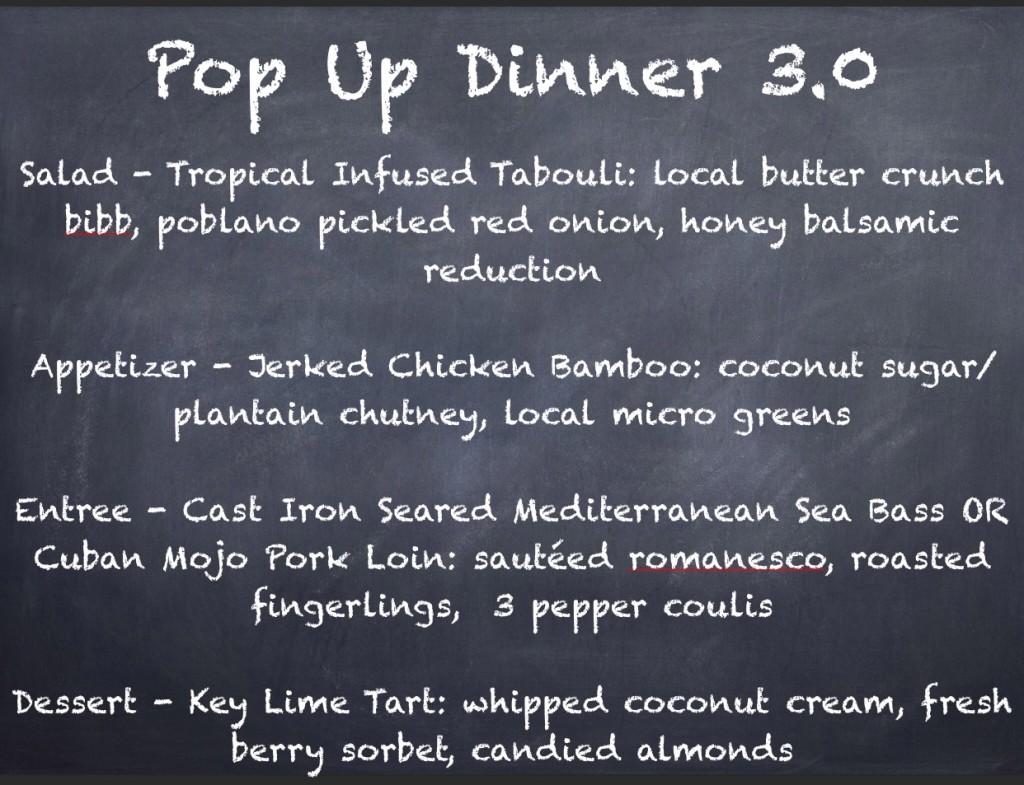 Pop Up Dinner 3.0
Salad - Tropical Infused Tabouli: local butter crunch
bibb, poblano pickled red onion, honey balsamic
reduction
Appetizer - Jerked Chicken Bamboo: coconut sugar/
plantain chutney, local micro greens
Entree - Cast Iron Seared Mediterranean Sea Bass OR
Cuban Mojo Pork Loin: sautéed romanesco, roasted
fingerlings,  3 pepper coulis
Dessert - Key Lime Tart: whipped coconut cream, fresh
berry sorbet, candied almonds